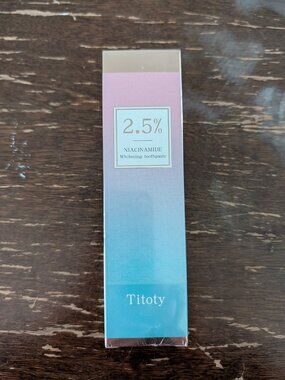 2.5%
NIACINAMIDE
Whitening toothpaste
Titoty